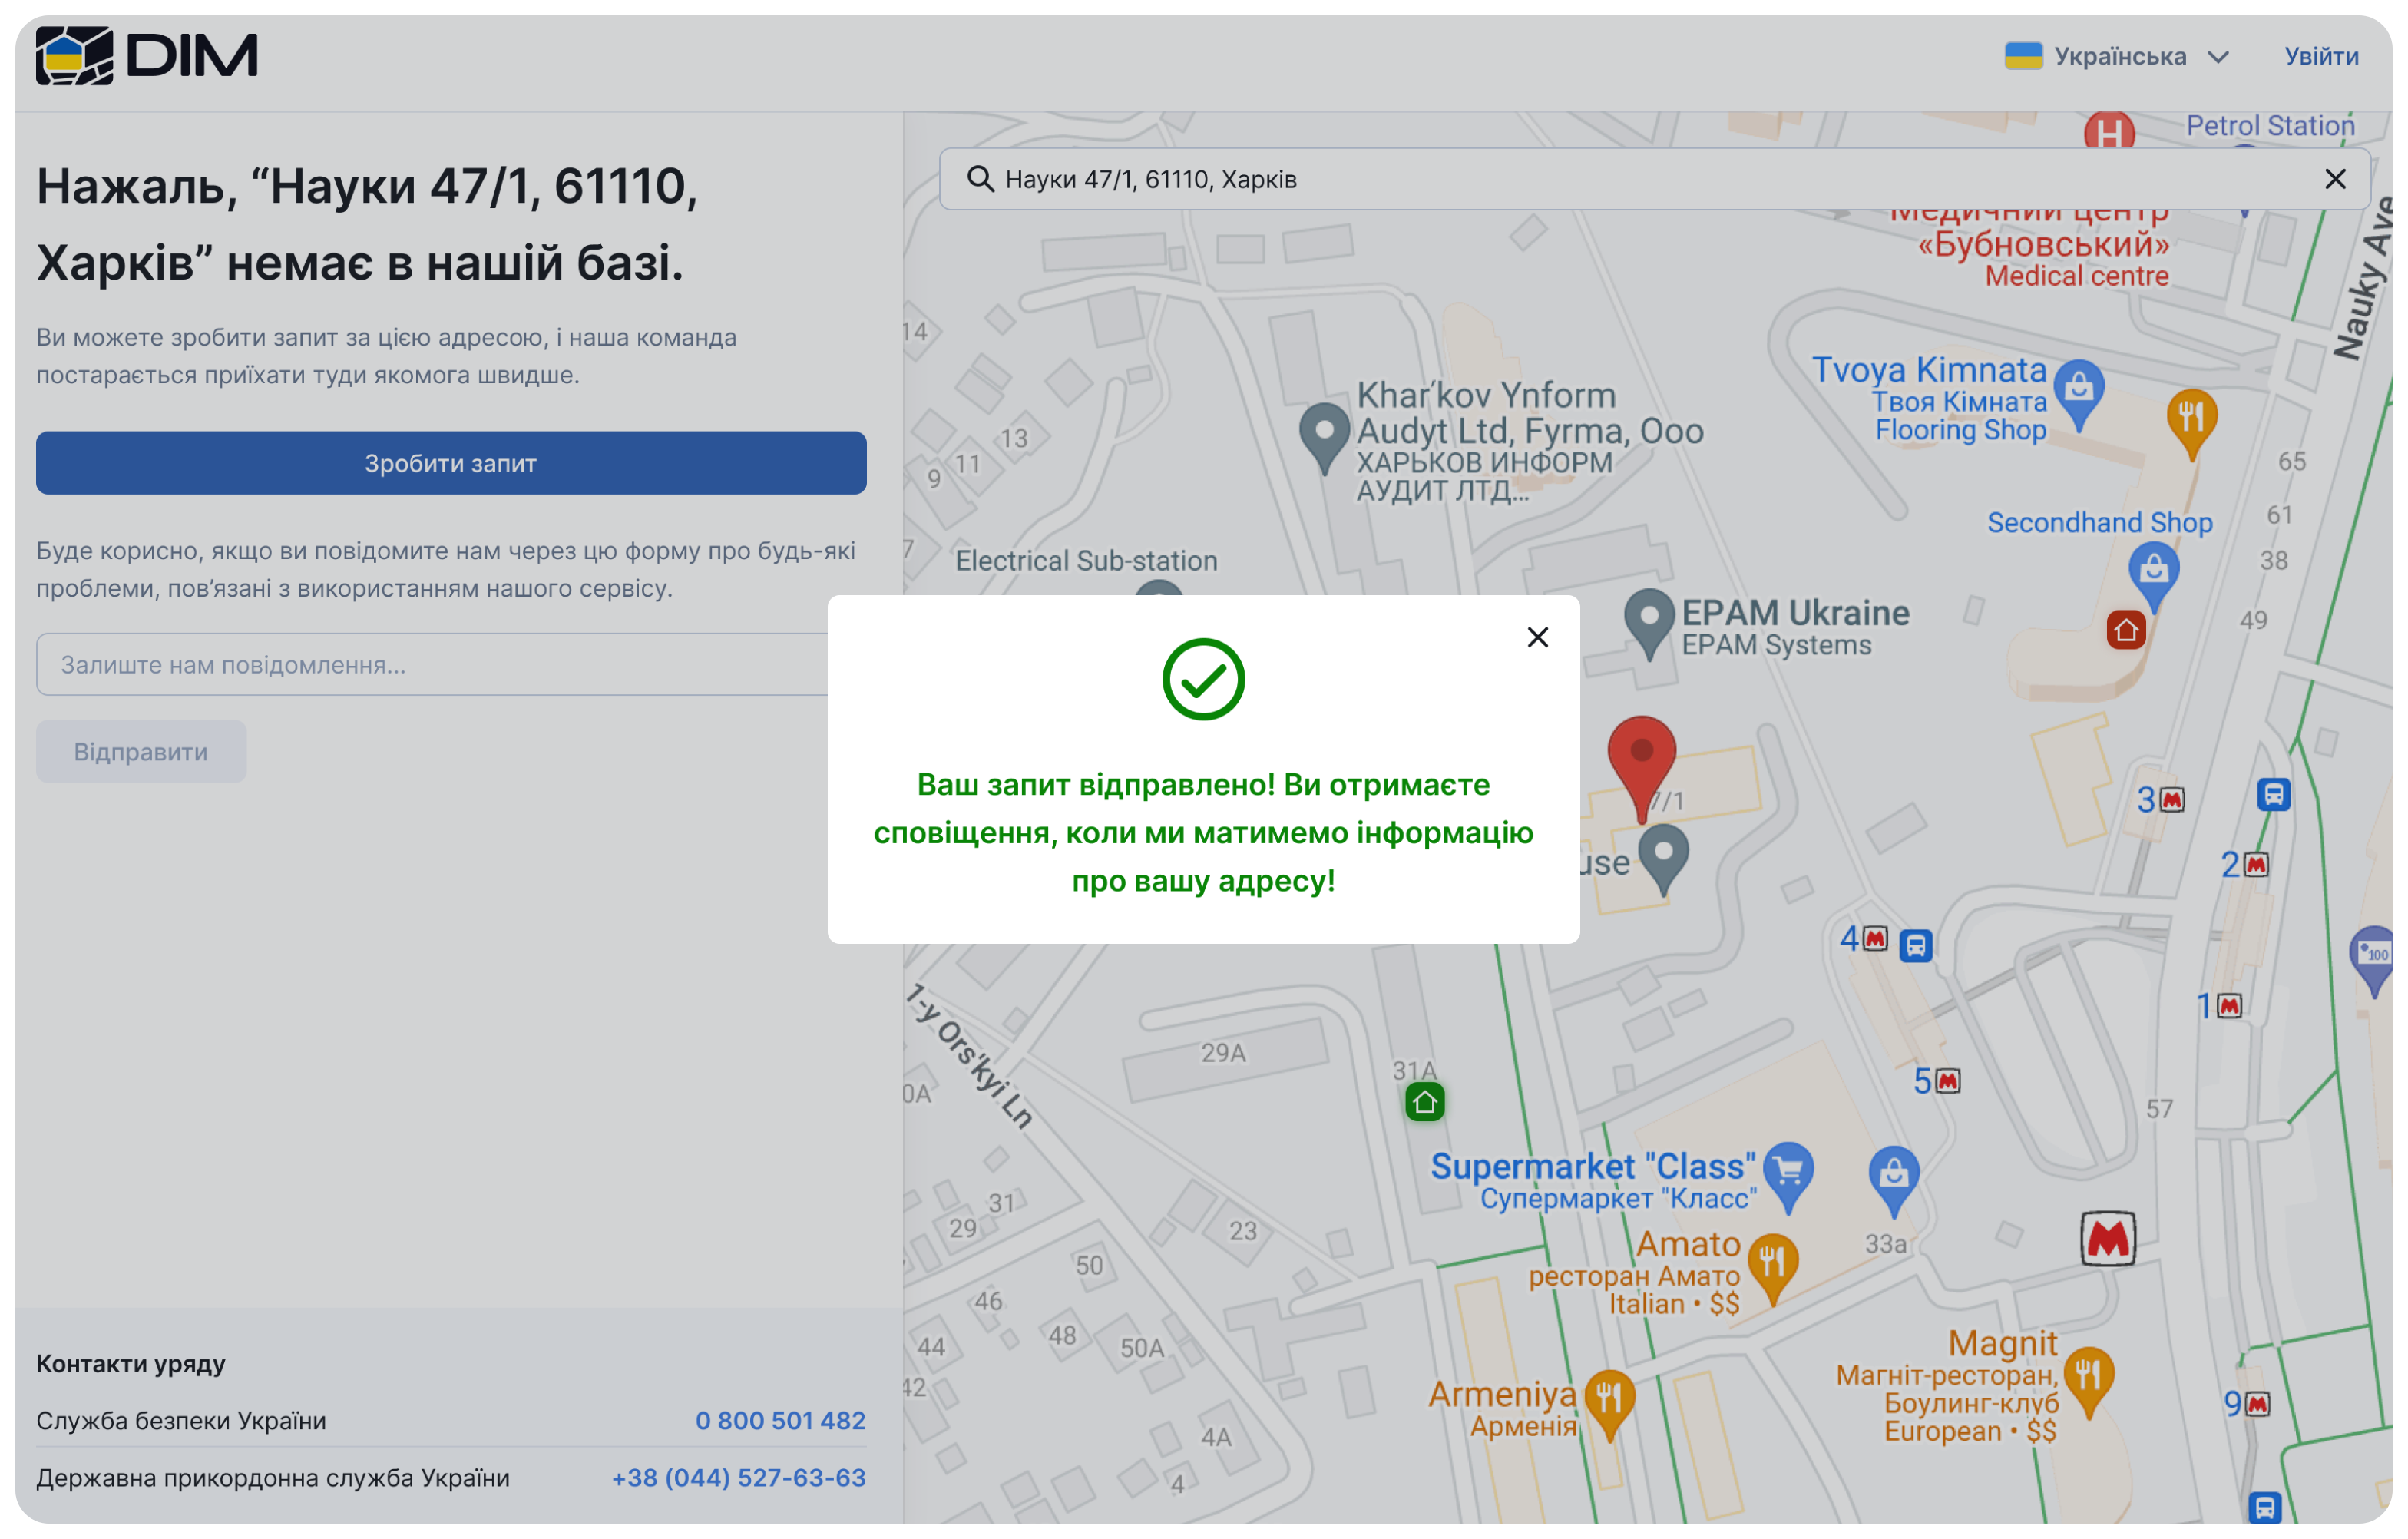 DIM
Українська
Увійти
Нажаль, “Науки 47/1, 61110,
Харків” немає в нашій базі.
Ви можете зробити запит за цією адресою, і наша команда
постарається приїхати туди якомога швидше.
Зробити запит
Буде корисно, якщо ви повідомите нам через цю форму про будь-які
проблеми, пов’язані з використанням нашого сервісу.
Залиште нам повідомлення...
Відправити
Контакти уряду
Служба безпеки України
0 800 501 482
Державна прикордонна служба України
+38 (044) 527-63-63
Науки 47/1, 61110, Харків
Ваш запит відправлено! Ви отримаєте
сповіщення, коли ми матимемо інформацію
про вашу адресу!
H
Petrol Station
Медичний центр
«Бубновський»
Medical centre
Nauky Ave
14
Tvoya Kimnata
Твоя Кімната
Flooring Shop
Khar'kov Ynform
Audyt Ltd, Fyrma, Ooo
ХАРЬКОВ ИНФОРМ
АУДИТ ЛТД...
13
11
9
65
61
Secondhand Shop
7
Electrical Sub-station
38
EPAM Ukraine
EPAM Systems
49
7/1
3
use
2
4
100
1
1-y Ors'kyi Ln
29A
31A
0A
5
57
Supermarket "Class"
Супермаркет "Класс"
31
29
23
33a
Amato
ресторан Амато
Italian • $$
50
46
48
44
50A
42
Magnit
Магніт-ресторан,
Боулинг-клуб
European • $$
Armeniya
Арменія
9
4A
4